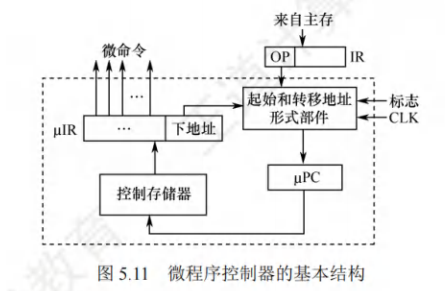 来自主存
微命令
OP
IR
…
起始和转移地址
形式部件
标志
CLK
μIR
…
下地址
μPC
控制存储器
图 5.11 微程序控制器的基本结构